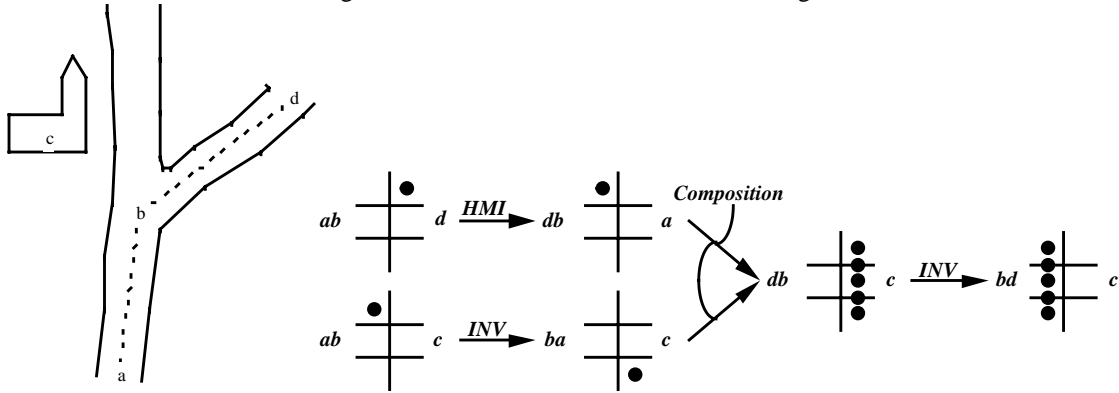 c
d
b
a
ab d HMI db a
Composition
db c INV bd c
ab c INV ba c